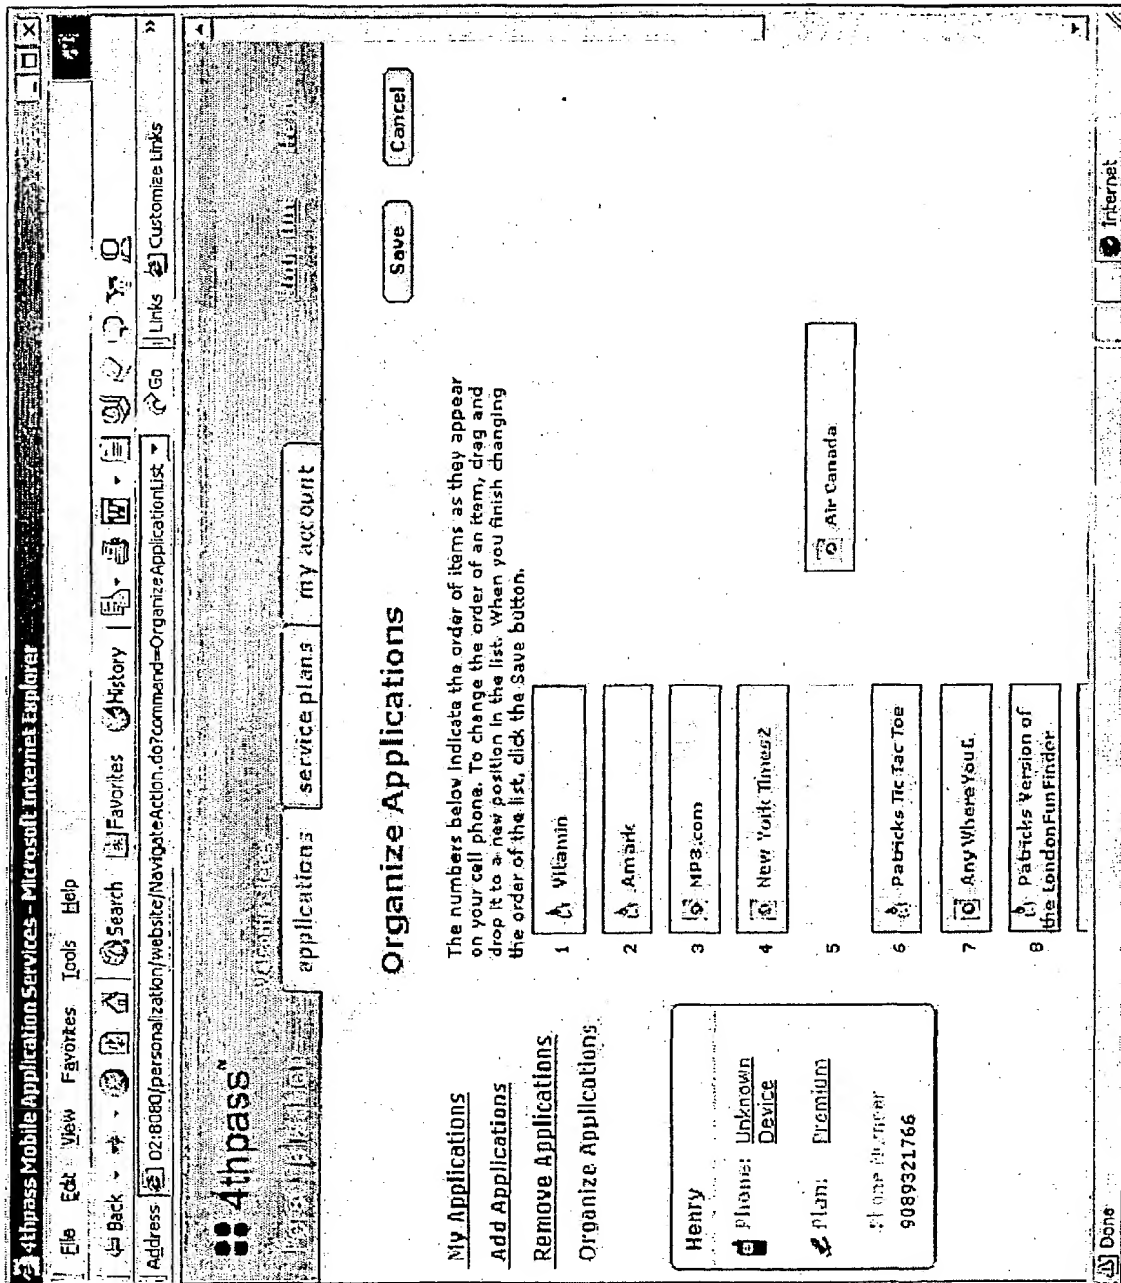 4thpass Mobile Application Services - Microsoft Internet Explorer
File Edit View Favorites Tools Help
Back Search Favorites History
Address 02:8080/personalization/website/NavigateAction.do?command=OrganizeApplicationList Go Links Customize Links
4thpass™
applications service plans my account
My Applications
Add Applications
Remove Applications
Organize Applications
Henry
Phone: Unknown
Device
Plan: Premium
Phone Number
9089321766
Organize Applications
Save Cancel
The numbers below indicate the order of items as they appear
on your cell phone. To change the order of an item, drag and
drop it to a new position in the list. When you finish changing
the order of the list, click the Save button.
1 Vitamin
2 Amark
3 MP3.com
4 New York Times2
5 Air Canada
6 Patricks Tic Tac Toe
7 Any Where You G
8 Patricks Version of
the LondonFunFinder
Done Internet